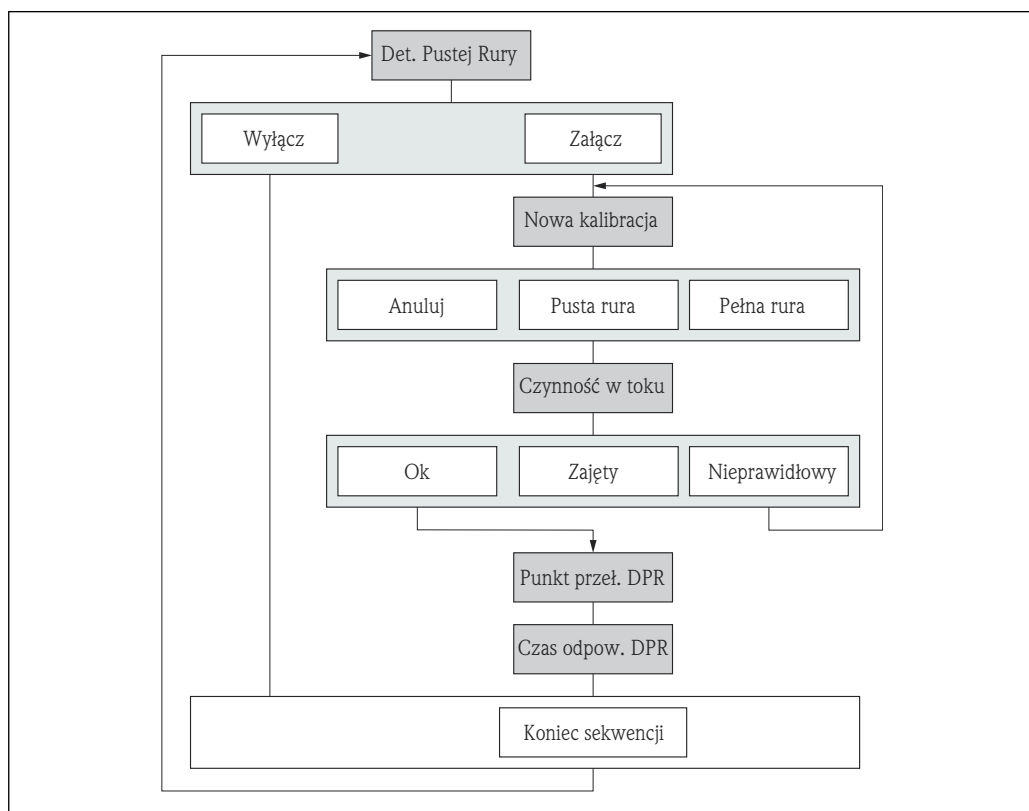 Det. Pustej Rury
Wyłącz
Załącz
Nowa kalibracja
Anuluj
Pusta rura
Pełna rura
Czynność w toku
Ok
Zajęty
Nieprawidłowy
Punkt przeł. DPR
Czas odpow. DPR
Koniec sekwencji